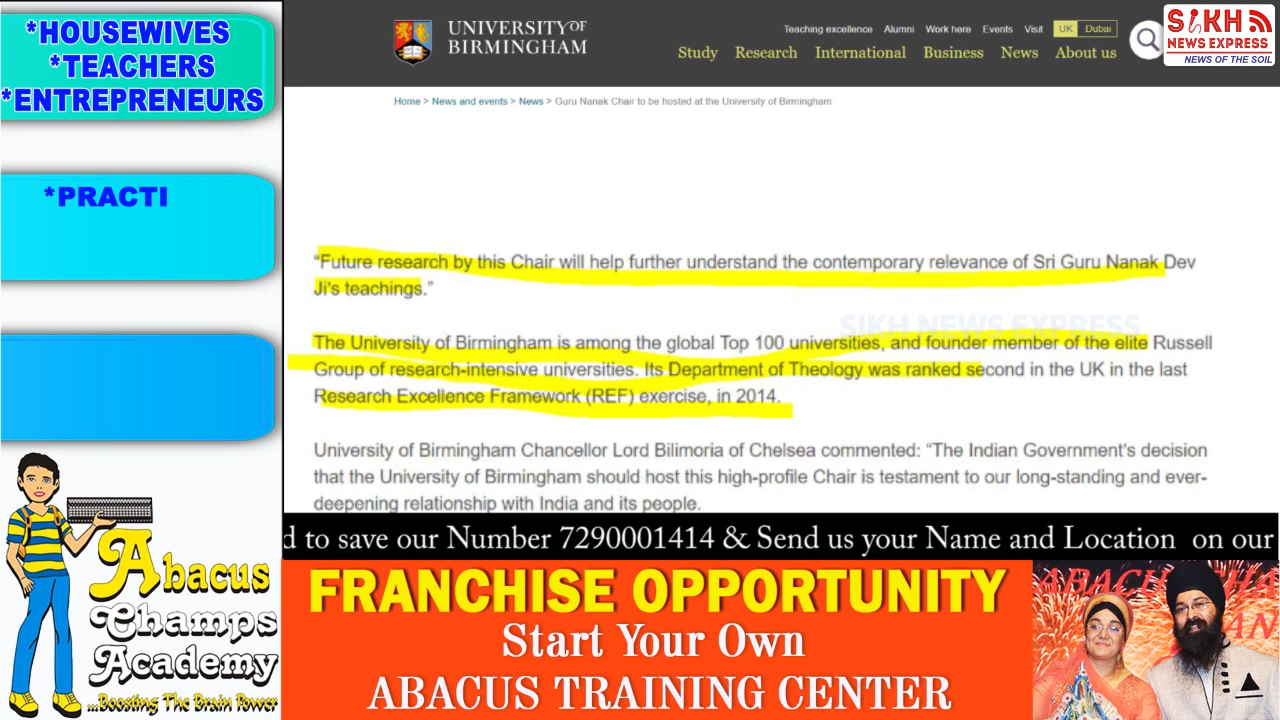 *HOUSEWIVES
*TEACHERS
*ENTREPRENEURS
*PRACTI
Abacus
Champs
Academy
...Boosting The Brain Power
UNIVERSITY OF
BIRMINGHAM
Teaching excellence Alumni Work here Events Visit UK Dubai
Study Research International Business News About us
SIKH
NEWS EXPRESS
NEWS OF THE SOIL
Home > News and events > News > Guru Nanak Chair to be hosted at the University of Birmingham
“Future research by this Chair will help further understand the contemporary relevance of Sri Guru Nanak Dev
Ji's teachings.”
SIKH NEWS EXPRESS
The University of Birmingham is among the global Top 100 universities, and founder member of the elite Russell
Group of research-intensive universities. Its Department of Theology was ranked second in the UK in the last
Research Excellence Framework (REF) exercise, in 2014.
University of Birmingham Chancellor Lord Bilimoria of Chelsea commented: “The Indian Government's decision
that the University of Birmingham should host this high-profile Chair is testament to our long-standing and ever-
deepening relationship with India and its people.
d to save our Number 7290001414 & Send us your Name and Location on our
FRANCHISE OPPORTUNITY
Start Your Own
ABACUS TRAINING CENTER